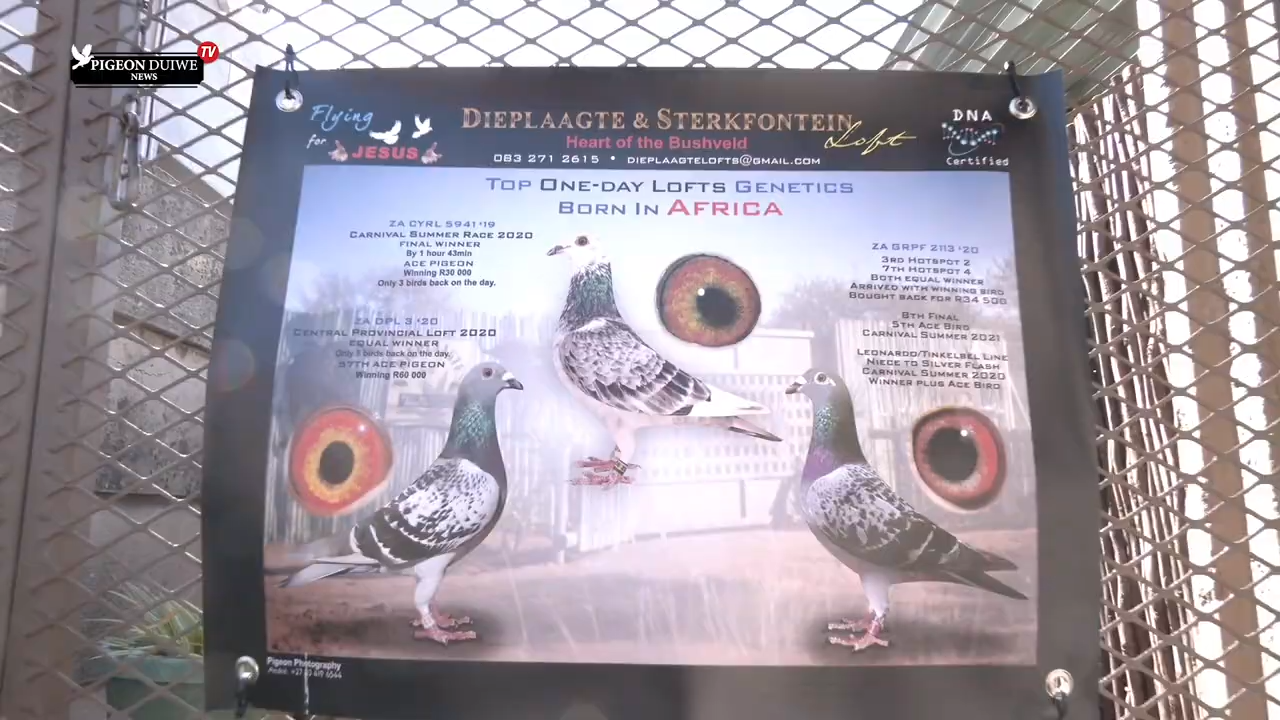 PIGEON DUIWE TV
NEWS
Flying
for
JESUS
DIEPLAAGTE & STERKFONTEIN
Loft
Heart of the Bushveld
083 271 2615 • DIEPLAAGTELOFTS@GMAIL.COM
DNA
Certified
TOP ONE-DAY LOFTS GENETICS
BORN IN AFRICA
ZA CYRL 5941 '19
CARNIVAL SUMMER RACE 2020
FINAL WINNER
By 1 hour 43min
ACE PIGEON
Winning R30 000
Only 3 birds back on the day.
ZA DPL 3 '20
CENTRAL PROVINCIAL LOFT 2020
EQUAL WINNER
Only 8 birds back on the day.
57TH ACE PIGEON
Winning R60 000
ZA GRPF 2113 '20
3RD HOTSPOT 2
7TH HOTSPOT 4
BOTH EQUAL WINNER
ARRIVED WITH WINNING BIRD
BOUGHT BACK FOR R34 500
8TH FINAL
5TH ACE BIRD
CARNIVAL SUMMER 2021
LEONARDO/TINKELBEL LINE
NIECE TO SILVER FLASH
CARNIVAL SUMMER 2020
WINNER PLUS ACE BIRD
Pigeon Photography